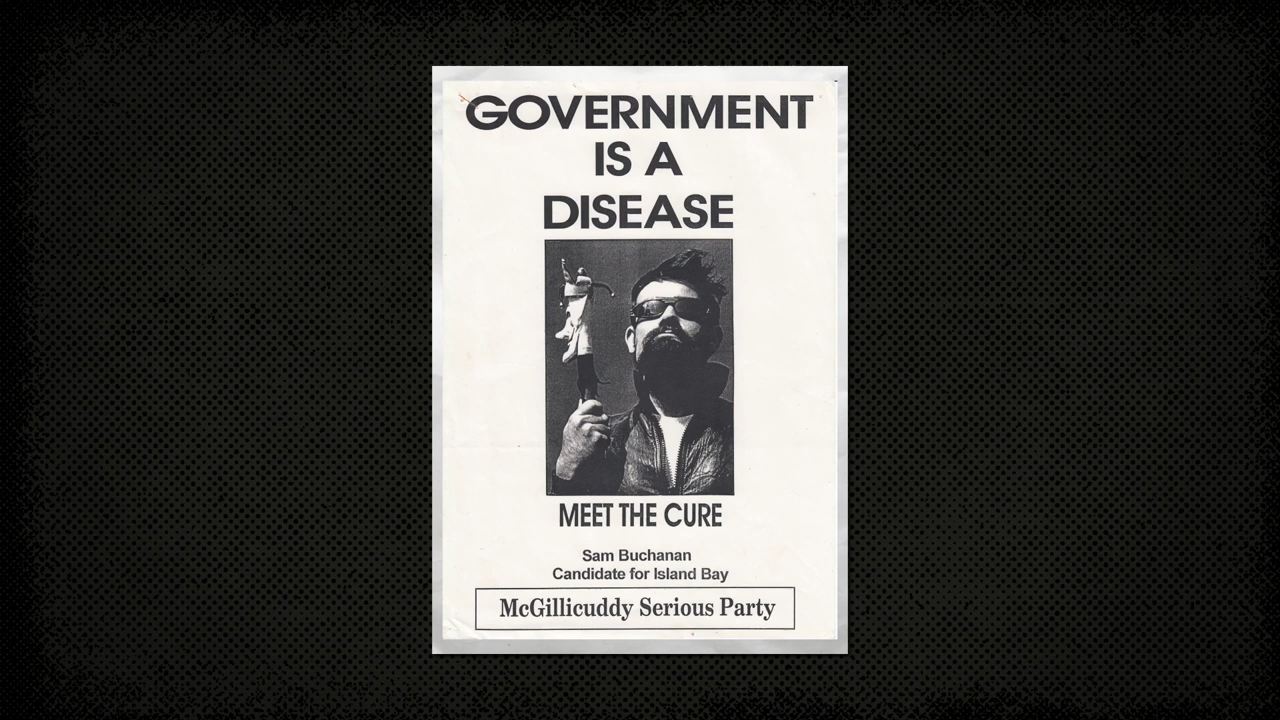 GOVERNMENT
IS A
DISEASE
MEET THE CURE
Sam Buchanan
Candidate for Island Bay
McGillicuddy Serious Party